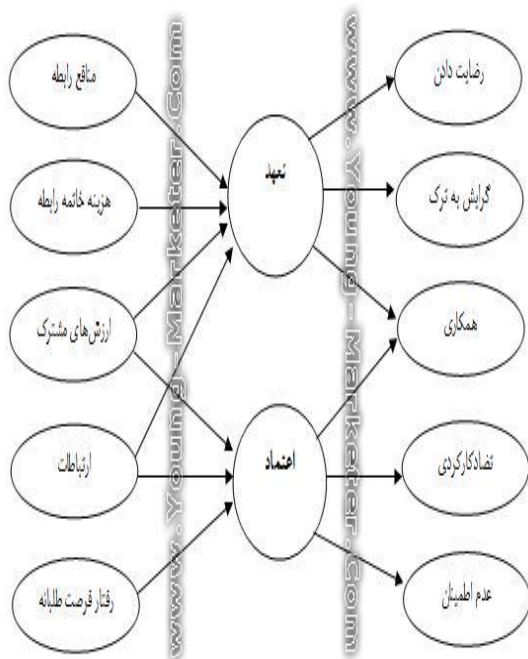 منافع رابطه
هزینه خاتمه رابطه
ارزش‌های مشترک
ارتباطات
رفتار فرصت طلبانه
تعهد
اعتماد
رضایت دادن
گرایش به ترک
همکاری
تضادکارکردی
عدم اطمینان
www.Young-Marketer.Com
www.Young-Marketer.Com